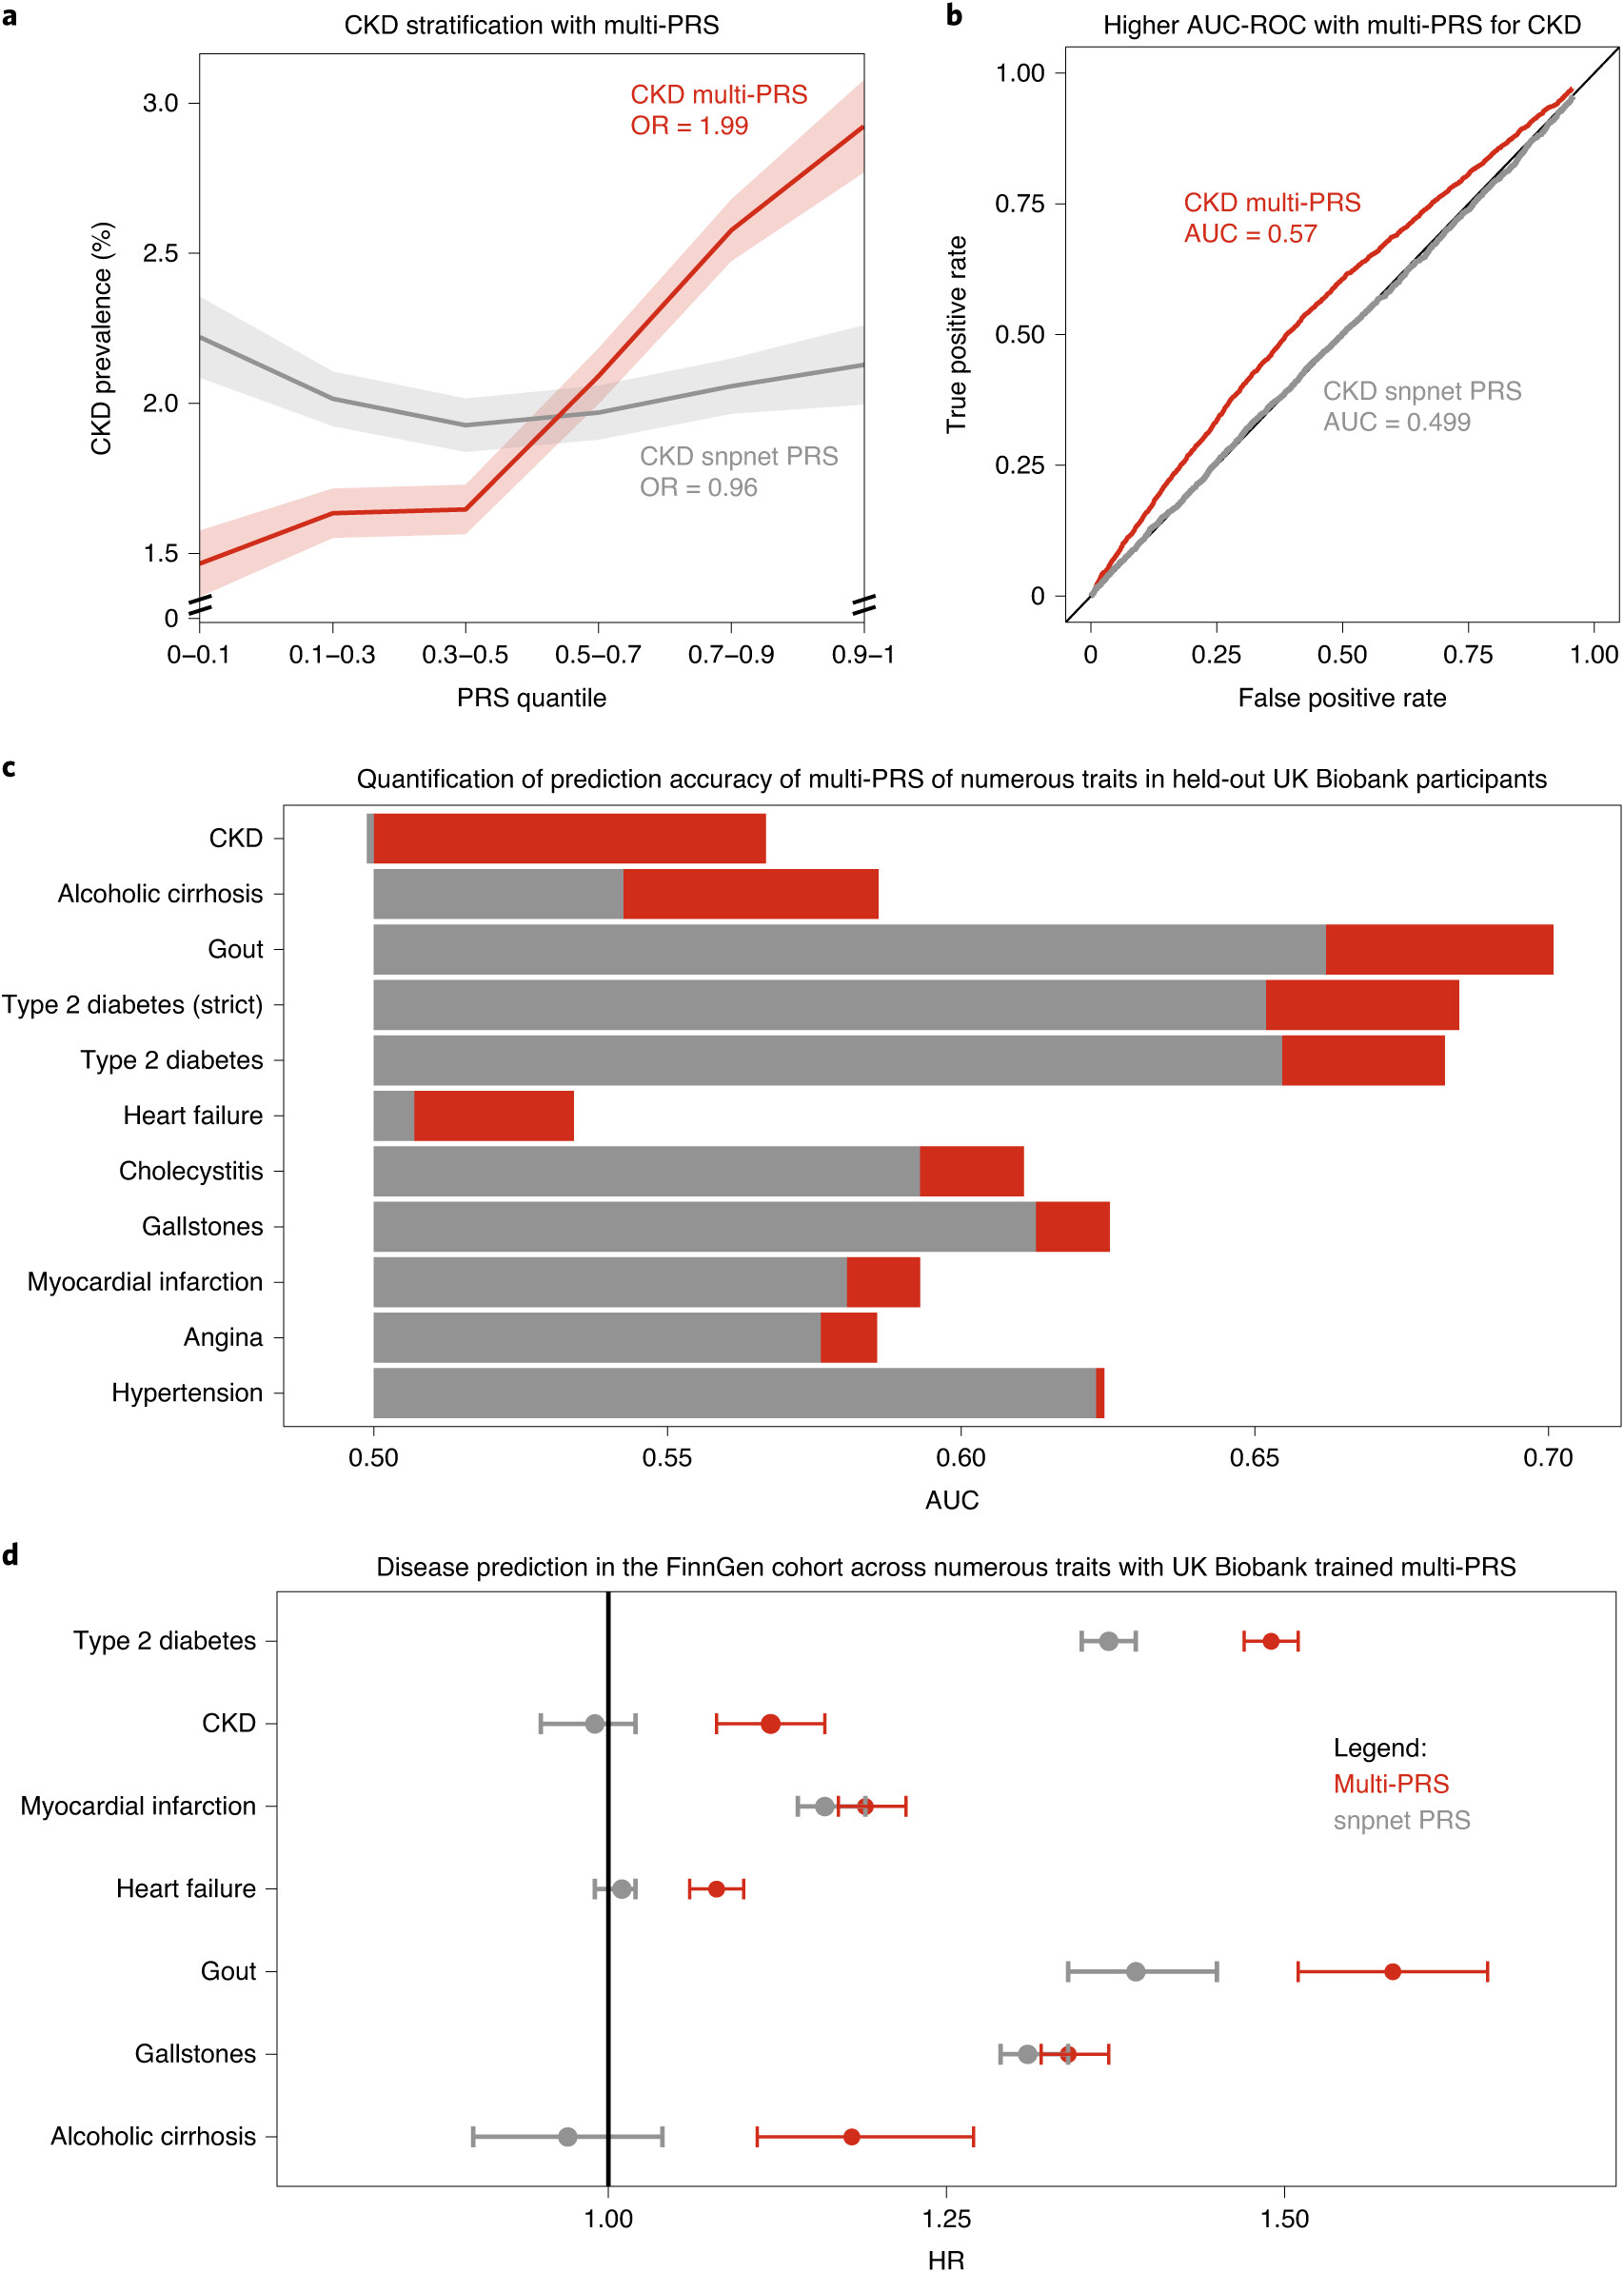 a
CKD stratification with multi-PRS
CKD prevalence (%)
3.0
2.5
2.0
1.5
0
CKD multi-PRS
OR = 1.99
CKD snpnet PRS
OR = 0.96
0–0.1 0.1–0.3 0.3–0.5 0.5–0.7 0.7–0.9 0.9–1
PRS quantile
b
Higher AUC-ROC with multi-PRS for CKD
True positive rate
1.00
0.75
0.50
0.25
0
CKD multi-PRS
AUC = 0.57
CKD snpnet PRS
AUC = 0.499
0 0.25 0.50 0.75 1.00
False positive rate
c
Quantification of prediction accuracy of multi-PRS of numerous traits in held-out UK Biobank participants
CKD
Alcoholic cirrhosis
Gout
Type 2 diabetes (strict)
Type 2 diabetes
Heart failure
Cholecystitis
Gallstones
Myocardial infarction
Angina
Hypertension
0.50 0.55 0.60 0.65 0.70
AUC
d
Disease prediction in the FinnGen cohort across numerous traits with UK Biobank trained multi-PRS
Type 2 diabetes
CKD
Myocardial infarction
Heart failure
Gout
Gallstones
Alcoholic cirrhosis
Legend:
Multi-PRS
snpnet PRS
1.00 1.25 1.50
HR